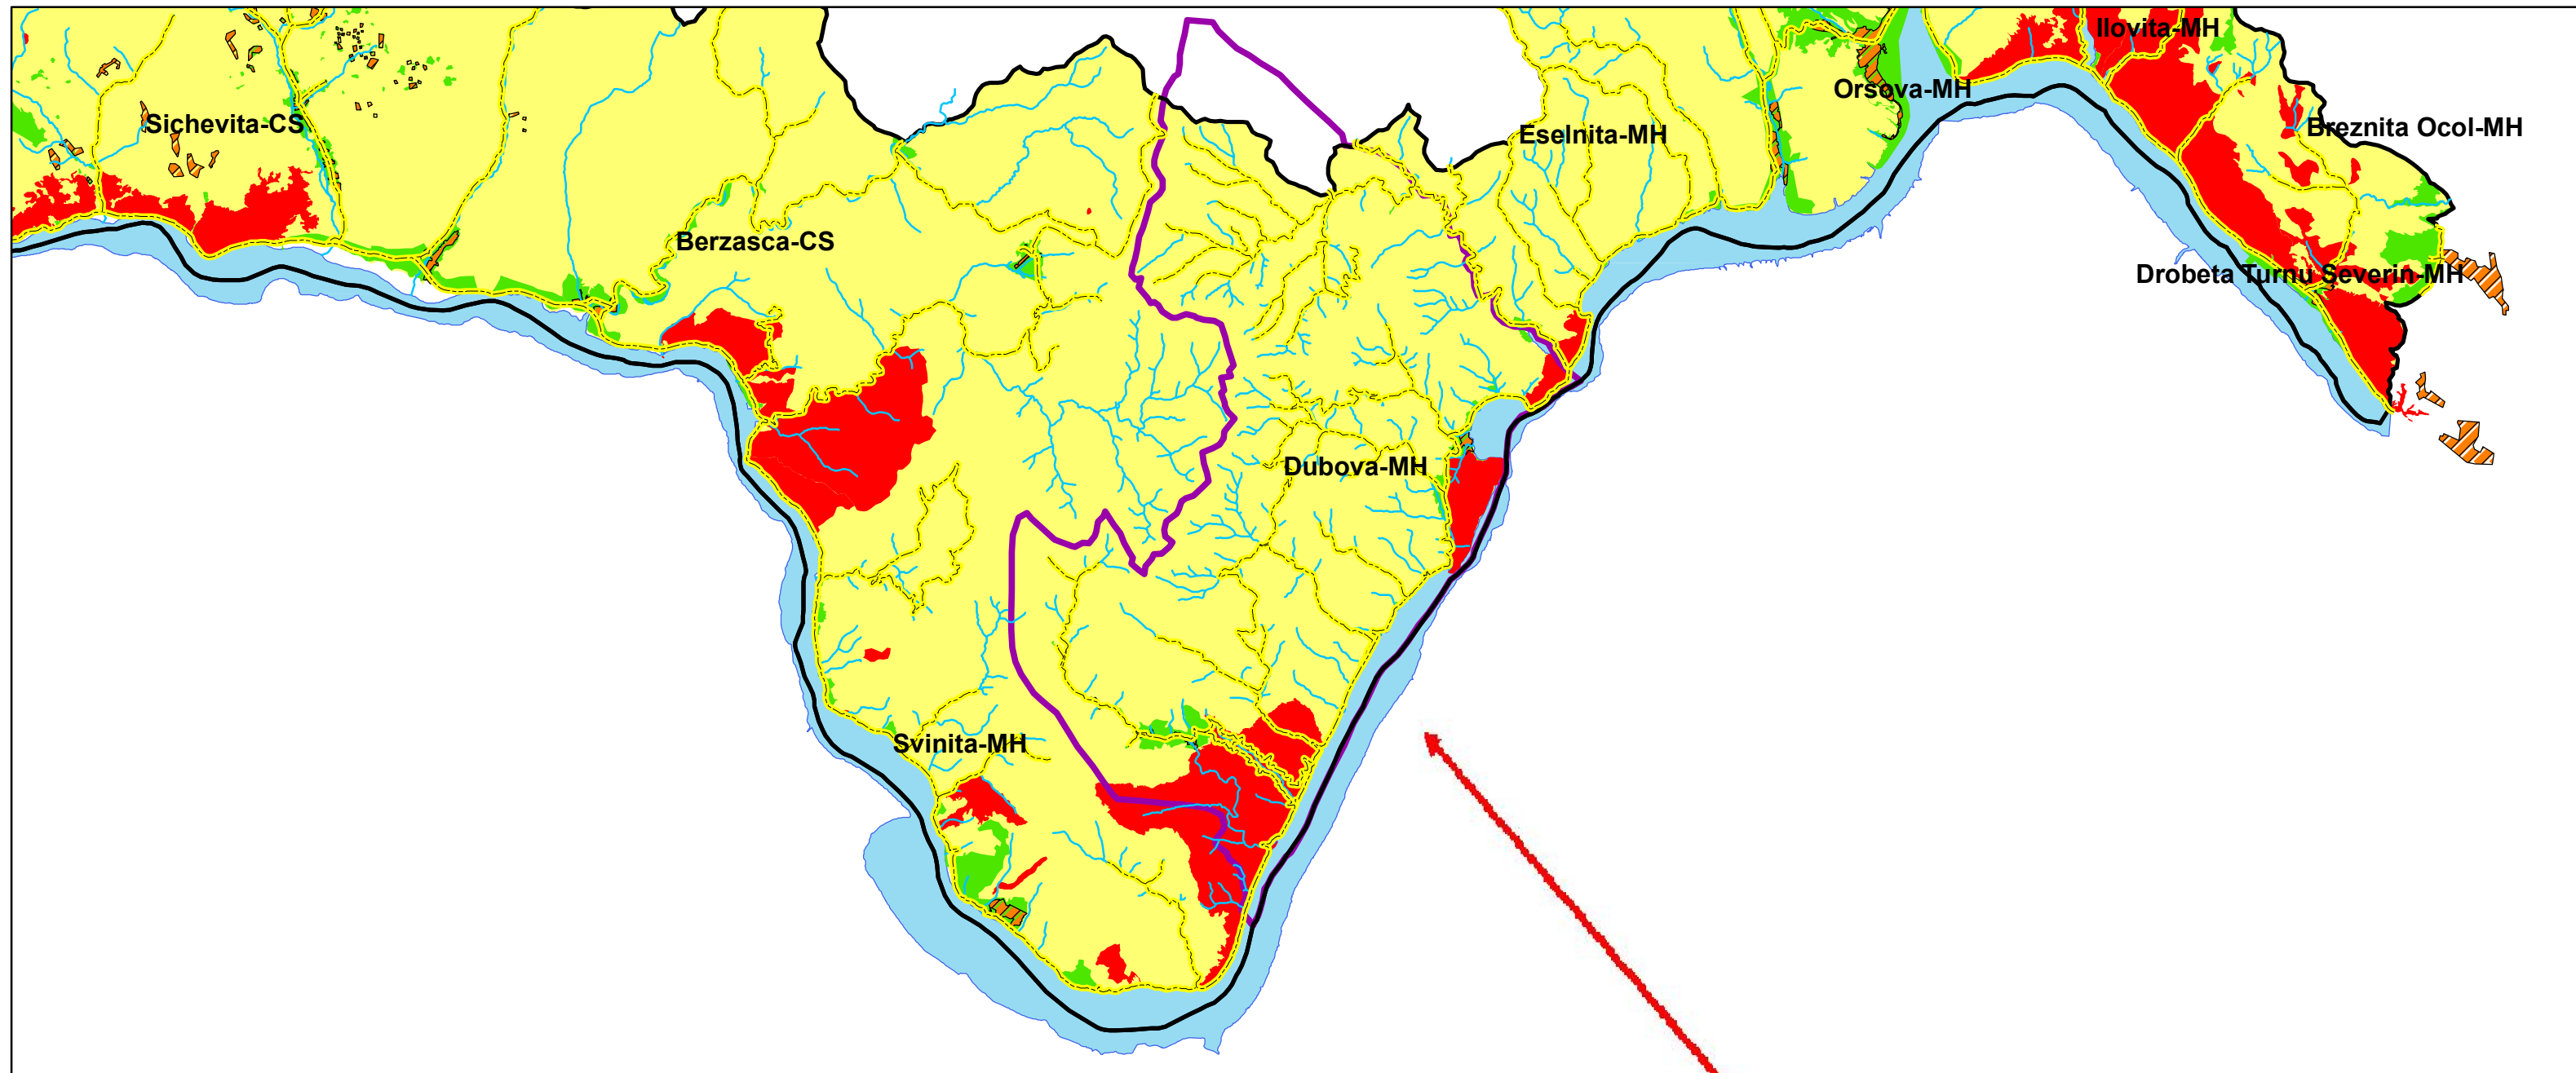 Ilovita-MH
Orsova-MH
Sichevita-CS
Breznita Ocol-MH
Eselnita-MH
Berzasca-CS
Drobeta Turnu Severin-MH
Dubova-MH
Svinita-MH